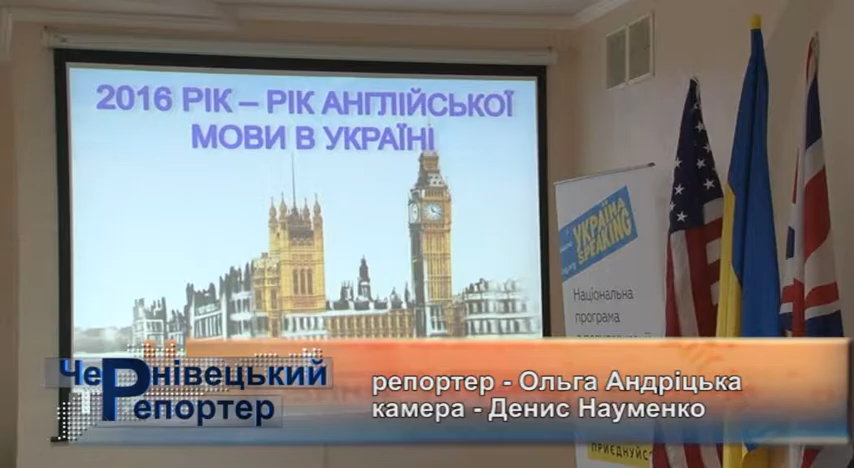 2016 РІК – РІК АНГЛІЙСЬКОЇ
МОВИ В УКРАЇНІ
УКРАЇНА
SPEAKING
Національна
програма
Чернівецький
Репортер
репортер - Ольга Андріцька
камера - Денис Науменко